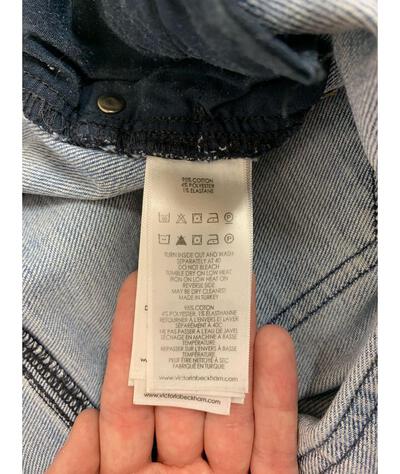 95% COTTON
4% POLYESTER
1% ELASTANE
TURN INSIDE OUT AND WASH
SEPARATELY AT 40
DO NOT BLEACH
TUMBLE DRY ON LOW HEAT
IRON ON LOW HEAT ON
REVERSE SIDE
MAY BE DRY CLEANED
MADE IN TURKEY
95% COTON
4% POLYESTER, 1% ELASTHANNE
RETOURNER À L'ENVERS ET LAVER
SÉPARÉMENT À 40C
NE PAS PASSER À L'EAU DE JAVEL
SÉCHAGE EN MACHINE À BASSE
TEMPÉRATURE
REPASSER SUR L'ENVERS À BASSE
TEMPÉRATURE
PEUT ÊTRE NETTOYÉ À SEC
FABRIQUÉ EN TURQUIE
www.victoriabeckham.com
www.victoriabeckham.com